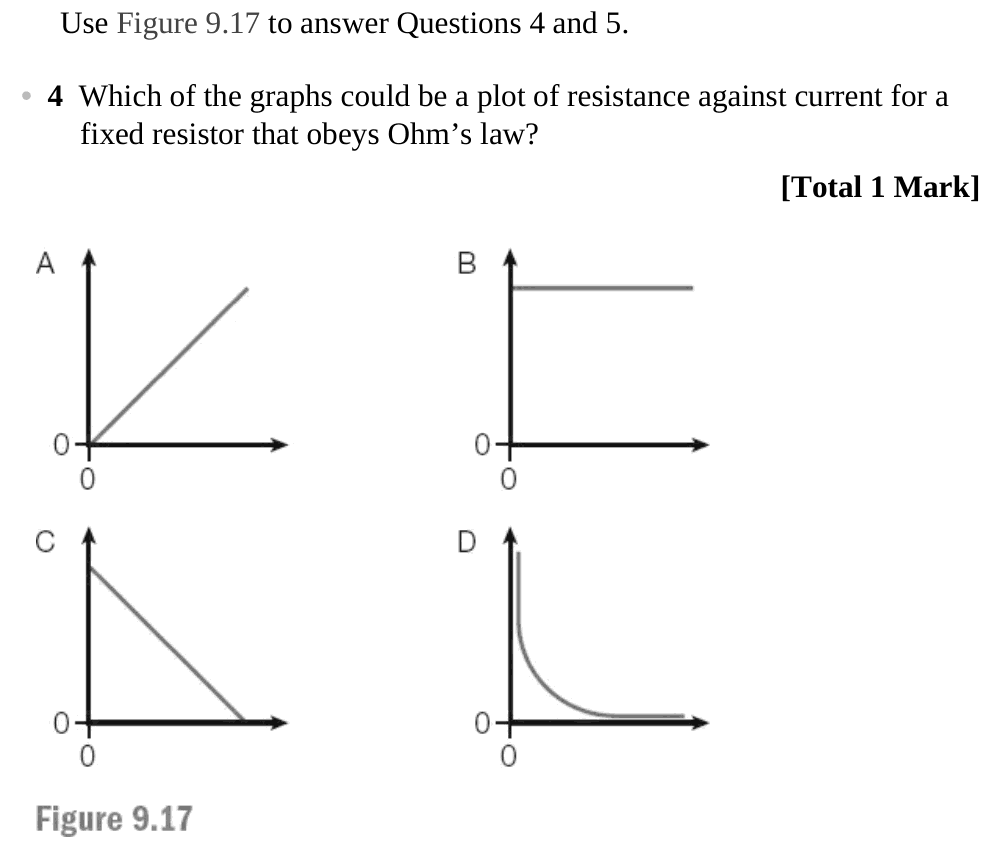 Use Figure 9.17 to answer Questions 4 and 5.
• 4 Which of the graphs could be a plot of resistance against current for a
fixed resistor that obeys Ohm’s law?
[Total 1 Mark]
A
B
0
0
0
0
C
D
0
0
0
0
Figure 9.17